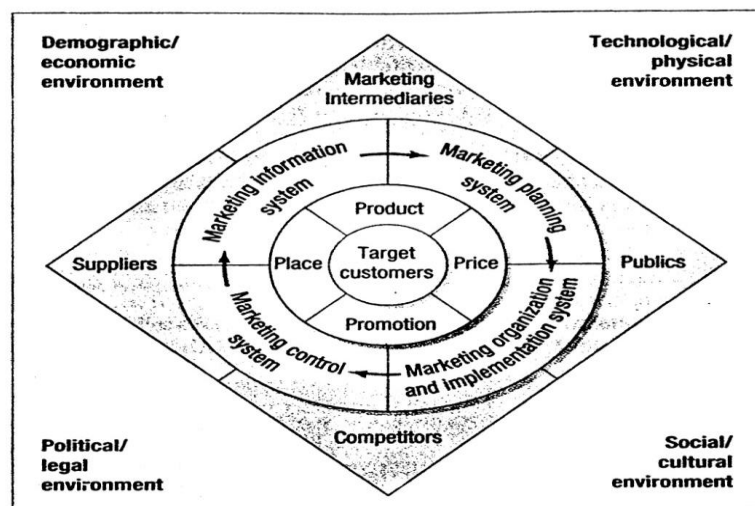 Demographic/
economic
environment
Technological/
physical
environment
Marketing
Intermediaries
Marketing information
system
Marketing planning
system
Product
Suppliers
Place
Target
customers
Price
Publics
Promotion
Marketing control
system
Marketing organization
and implementation system
Competitors
Political/
legal
environment
Social/
cultural
environment